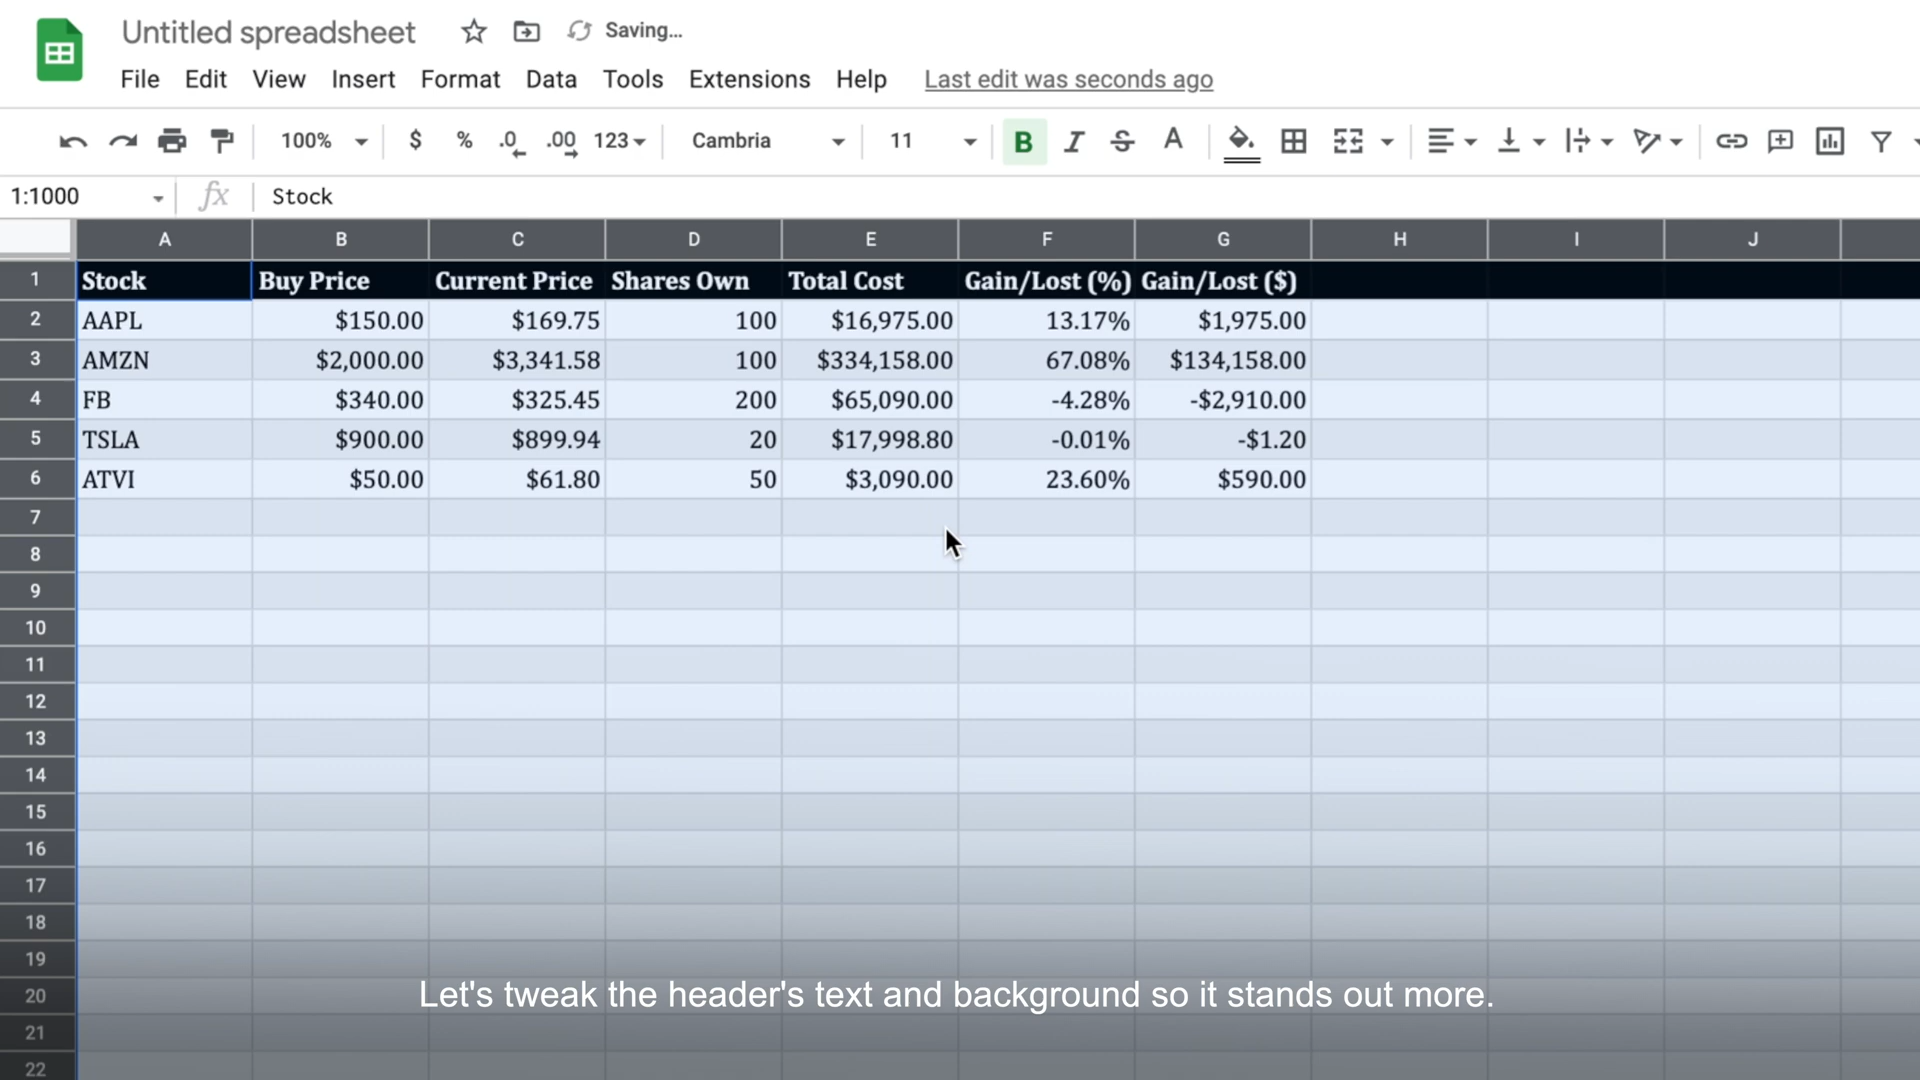 Untitled spreadsheet Saving...
File Edit View Insert Format Data Tools Extensions Help Last edit was seconds ago
100% $ % .0 .00 123 Cambria 11 B I S A
1:1000 fx Stock
A B C D E F G H I J
1 Stock Buy Price Current Price Shares Own Total Cost Gain/Lost (%) Gain/Lost ($)
2 AAPL $150.00 $169.75 100 $16,975.00 13.17% $1,975.00
3 AMZN $2,000.00 $3,341.58 100 $334,158.00 67.08% $134,158.00
4 FB $340.00 $325.45 200 $65,090.00 -4.28% -$2,910.00
5 TSLA $900.00 $899.94 20 $17,998.80 -0.01% -$1.20
6 ATVI $50.00 $61.80 50 $3,090.00 23.60% $590.00
7
8
9
10
11
12
13
14
15
16
17
18
19
20
Let's tweak the header's text and background so it stands out more.
21
22